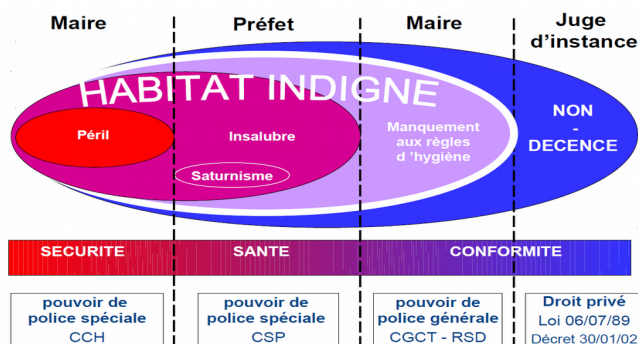 Maire
Préfet
Maire
Juge
d'instance
HABITAT INDIGNE
Péril
Insalubre
Saturnisme
Manquement
aux règles
d 'hygiène
NON
-
DECENCE
SECURITE
SANTE
CONFORMITE
pouvoir de
police spéciale
CCH
pouvoir de
police spéciale
CSP
pouvoir de
police générale
CGCT - RSD
Droit privé
Loi 06/07/89
Décret 30/01/02